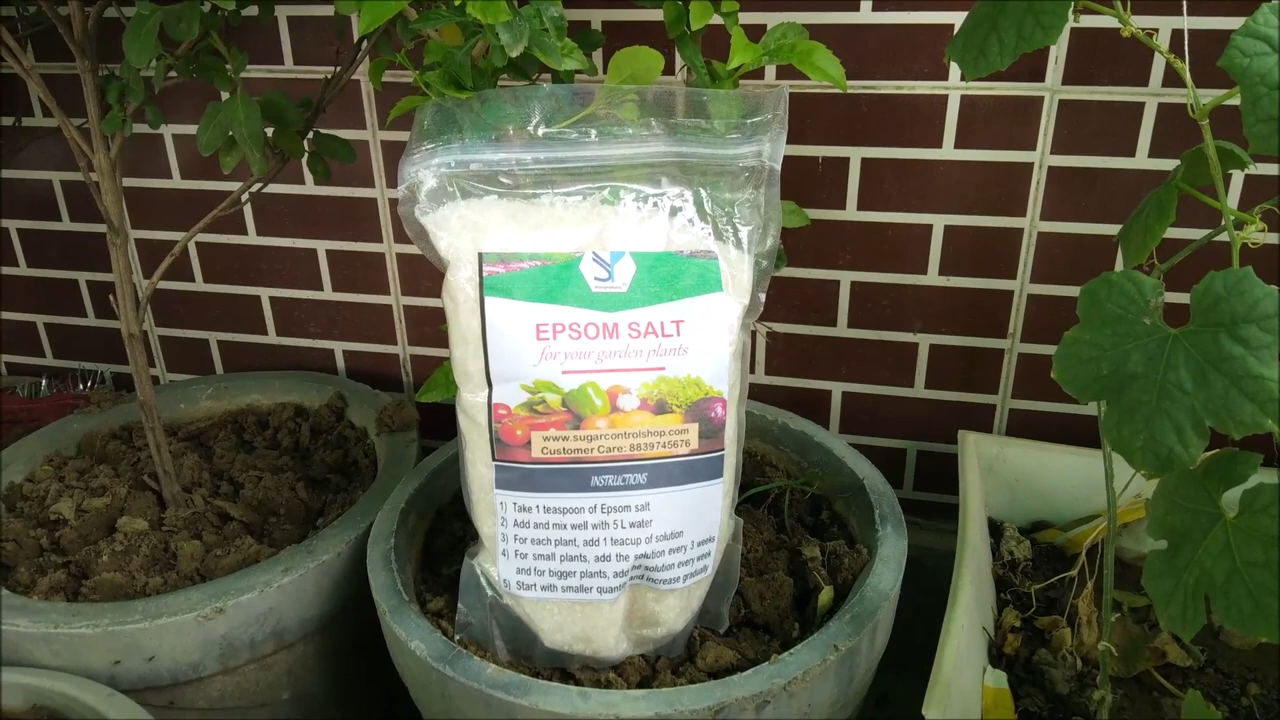 EPSOM SALT
for your garden plants
www.sugarcontrolshop.com
Customer Care: 8839745676
INSTRUCTIONS
1) Take 1 teaspoon of Epsom salt
2) Add and mix well with 5 L water
3) For each plant, add 1 teacup of solution
4) For small plants, add the solution every 3 weeks
and for bigger plants, add the solution every week
5) Start with smaller quantity and increase gradually